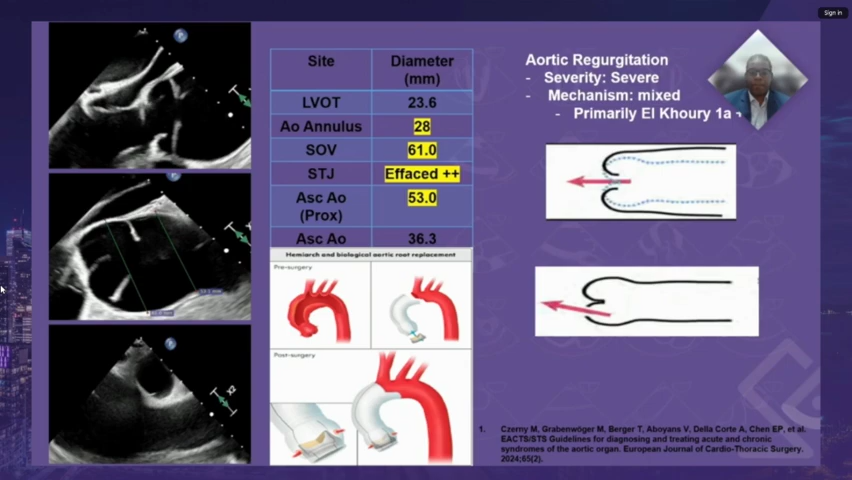 Sign in
Site
Diameter
(mm)
LVOT
23.6
Ao Annulus
28
SOV
61.0
STJ
Effaced ++
Asc Ao
(Prox)
53.0
Asc Ao
36.3
Hemiarch and biological aortic root replacement
Pre-surgery
Post-surgery
Aortic Regurgitation
- Severity: Severe
- Mechanism: mixed
- Primarily El Khoury 1a
1. Czerny M, Grabenwöger M, Berger T, Aboyans V, Della Corte A, Chen EP, et al.
EACTS/STS Guidelines for diagnosing and treating acute and chronic
syndromes of the aortic organ. European Journal of Cardio-Thoracic Surgery.
2024;65(2).